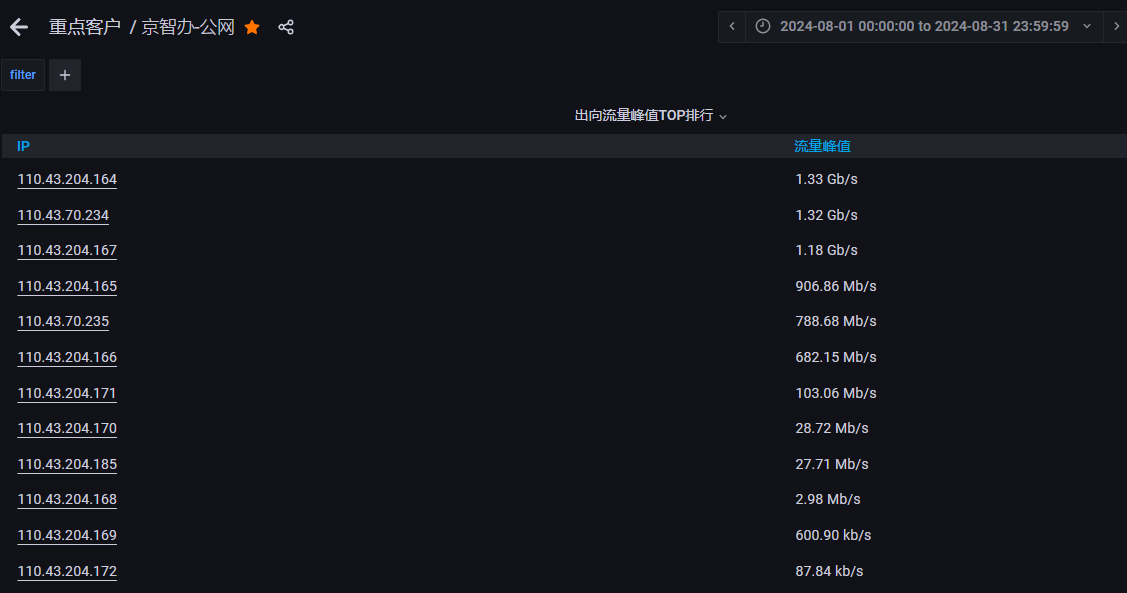 重点客户 / 京智办-公网
2024-08-01 00:00:00 to 2024-08-31 23:59:59
filter
+
出向流量峰值TOP排行
IP 流量峰值
110.43.204.164 1.33 Gb/s
110.43.70.234 1.32 Gb/s
110.43.204.167 1.18 Gb/s
110.43.204.165 906.86 Mb/s
110.43.70.235 788.68 Mb/s
110.43.204.166 682.15 Mb/s
110.43.204.171 103.06 Mb/s
110.43.204.170 28.72 Mb/s
110.43.204.185 27.71 Mb/s
110.43.204.168 2.98 Mb/s
110.43.204.169 600.90 kb/s
110.43.204.172 87.84 kb/s